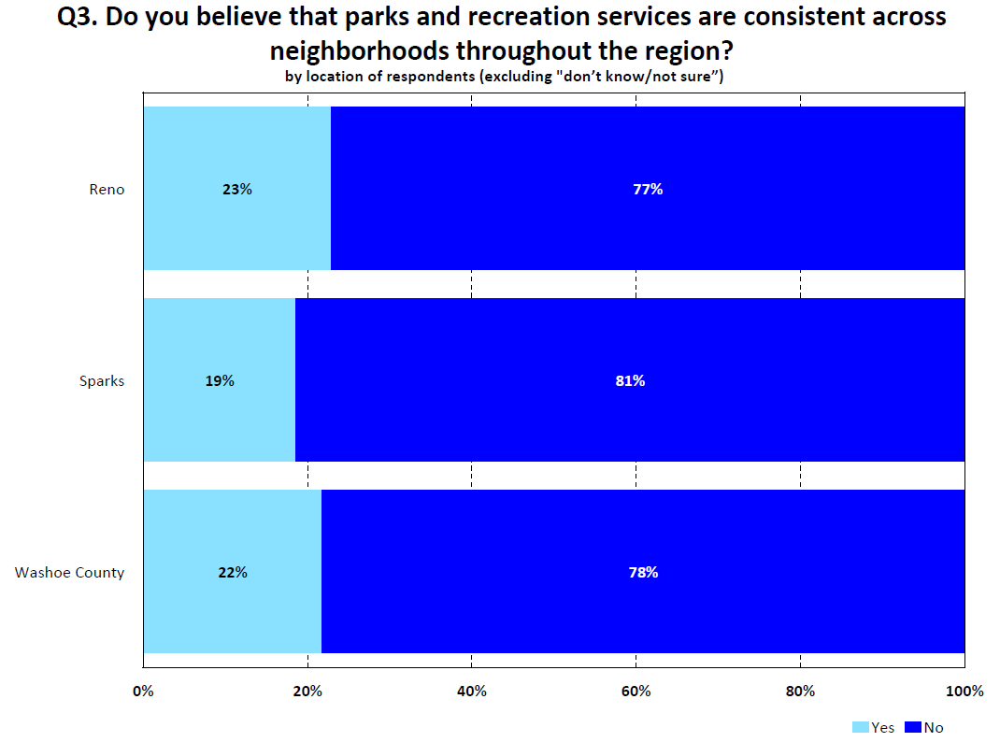 Q3. Do you believe that parks and recreation services are consistent across
neighborhoods throughout the region?
by location of respondents (excluding "don’t know/not sure”)
Reno
23%
77%
Sparks
19%
81%
Washoe County
22%
78%
0%
20%
40%
60%
80%
100%
Yes
No